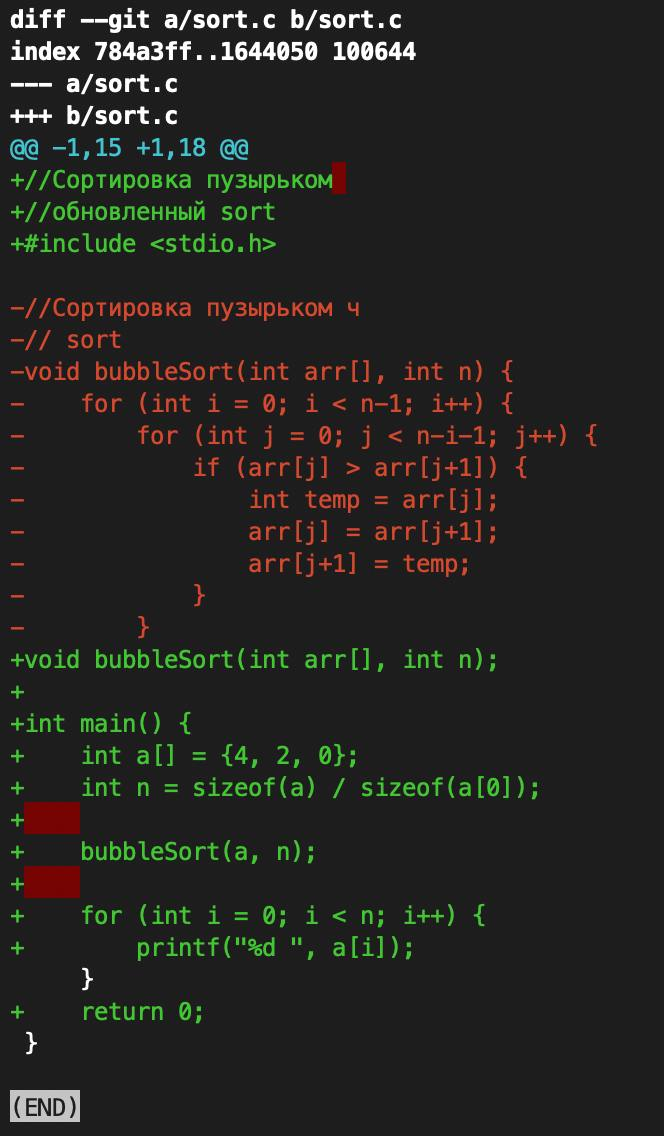 diff --git a/sort.c b/sort.c
index 784a3ff..1644050 100644
--- a/sort.c
+++ b/sort.c
@@ -1,15 +1,18 @@
+//Сортировка пузырьком
+//обновленный sort
+#include <stdio.h>

-//Сортировка пузырьком ч
-// sort
-void bubbleSort(int arr[], int n) {
-    for (int i = 0; i < n-1; i++) {
-        for (int j = 0; j < n-i-1; j++) {
-            if (arr[j] > arr[j+1]) {
-                int temp = arr[j];
-                arr[j] = arr[j+1];
-                arr[j+1] = temp;
-            }
-        }
+void bubbleSort(int arr[], int n);
+
+int main() {
+    int a[] = {4, 2, 0};
+    int n = sizeof(a) / sizeof(a[0]);
+
+    bubbleSort(a, n);
+
+    for (int i = 0; i < n; i++) {
+        printf("%d ", a[i]);
     }
+    return 0;
 }

(END)